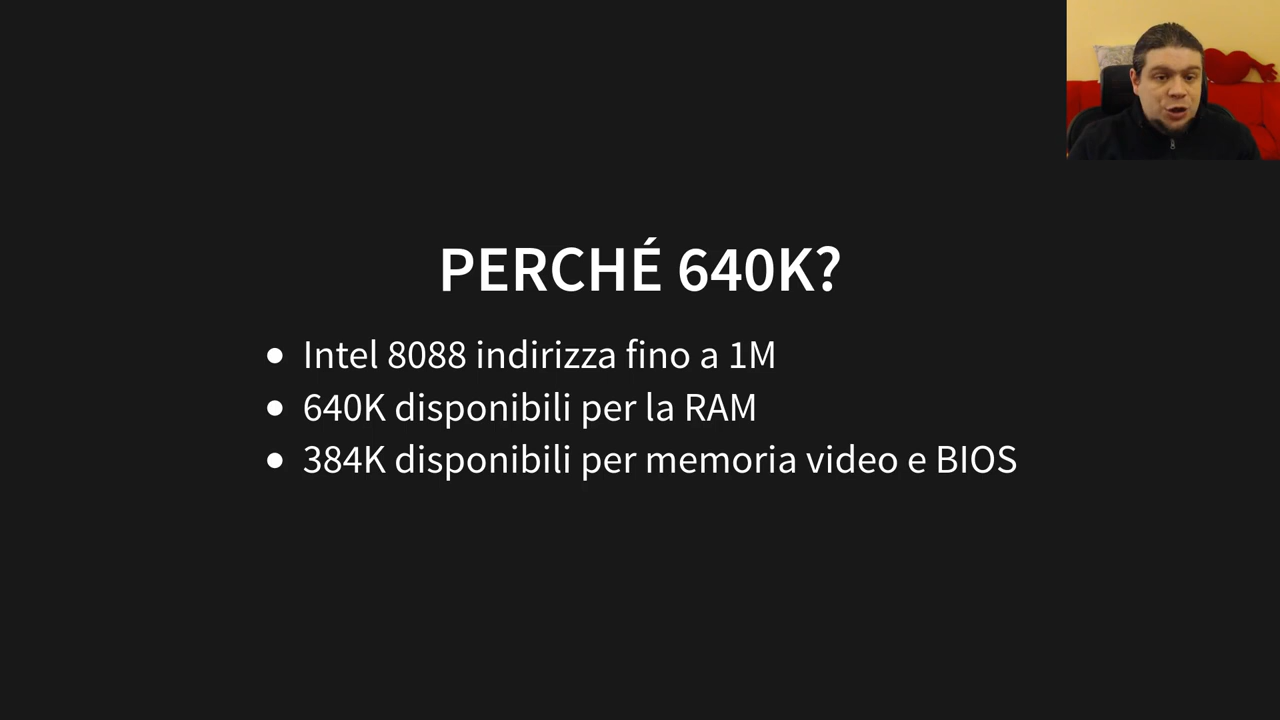 PERCHÉ 640K?
Intel 8088 indirizza fino a 1M
640K disponibili per la RAM
384K disponibili per memoria video e BIOS